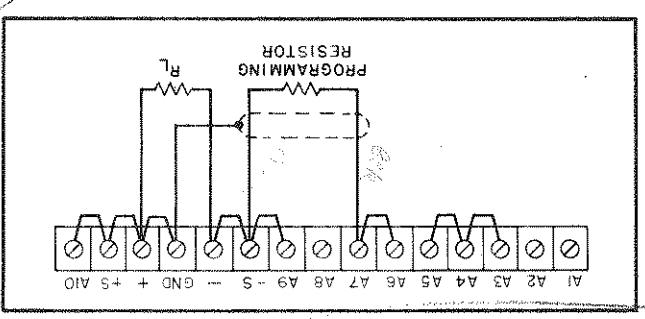 A1 A2 A3 A4 A5 A6 A7 A8 A9 -S - GND + +S A10
PROGRAMMING
RESISTOR
RL